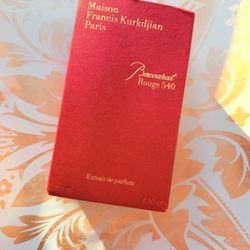 Maison
Francis Kurkdjian
Paris
Baccarat
Rouge 540
Extrait de parfum